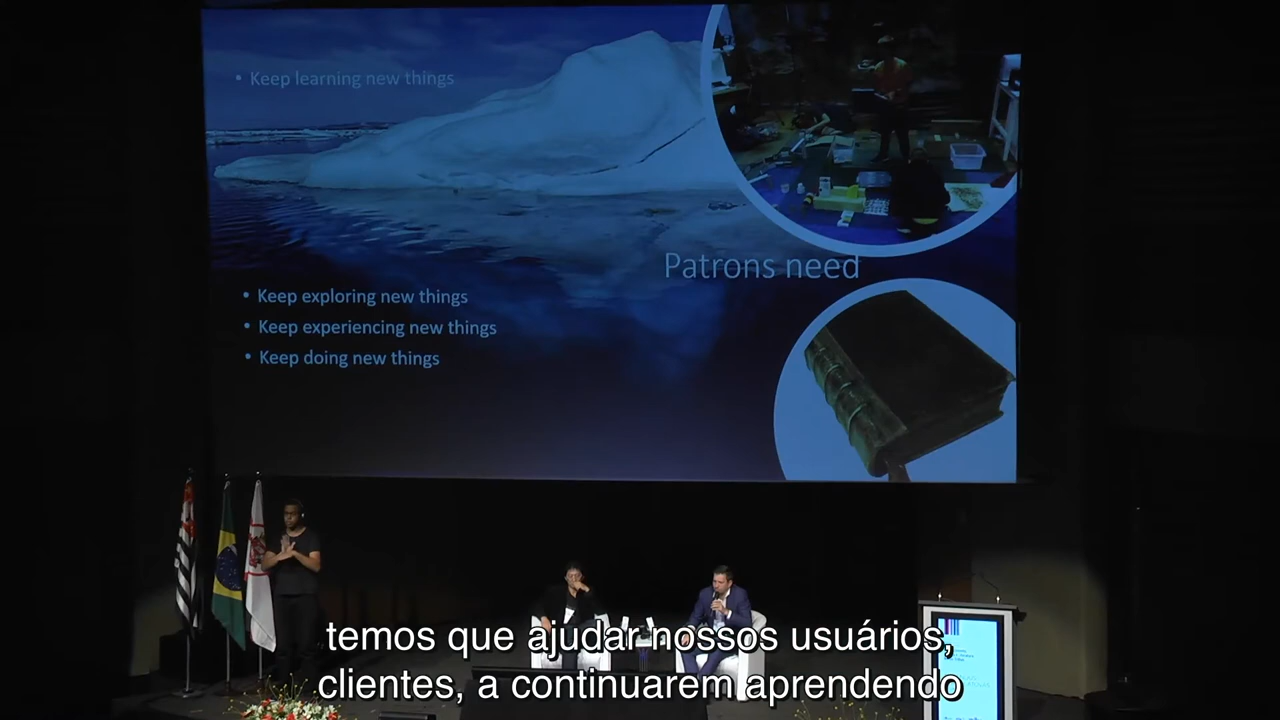 • Keep learning new things
Patrons need
• Keep exploring new things
• Keep experiencing new things
• Keep doing new things
temos que ajudar nossos usuários,
clientes, a continuarem aprendendo